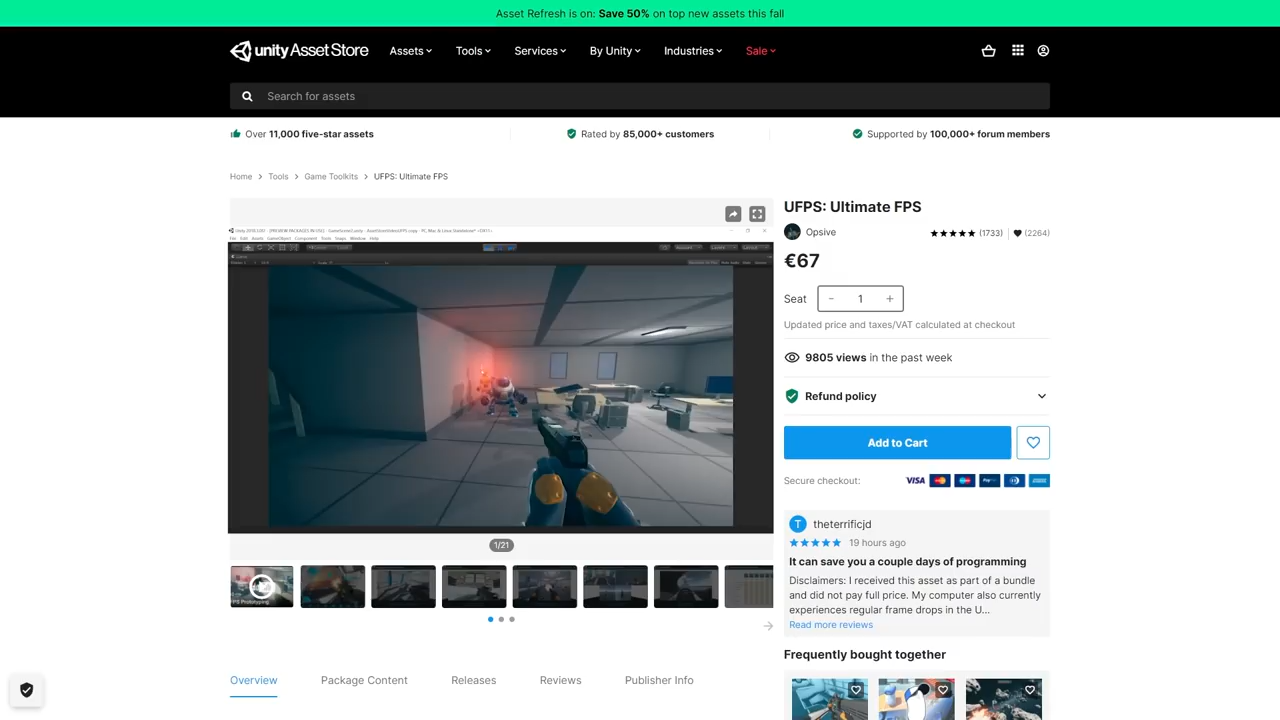 Asset Refresh is on: Save 50% on top new assets this fall
unity Asset Store
Assets
Tools
Services
By Unity
Industries
Sale
Search for assets
Over 11,000 five-star assets
Rated by 85,000+ customers
Supported by 100,000+ forum members
Home > Tools > Game Toolkits > UFPS: Ultimate FPS
UFPS: Ultimate FPS
Opsive
(1733)
(2264)
€67
Seat
- 1 +
Updated price and taxes/VAT calculated at checkout
9805 views in the past week
Refund policy
Add to Cart
Secure checkout:
VISA
1/21
T
theterrificjd
19 hours ago
It can save you a couple days of programming
Disclaimers: I received this asset as part of a bundle
and did not pay full price. My computer also currently
experiences regular frame drops in the U...
Read more reviews
Frequently bought together
Overview
Package Content
Releases
Reviews
Publisher Info